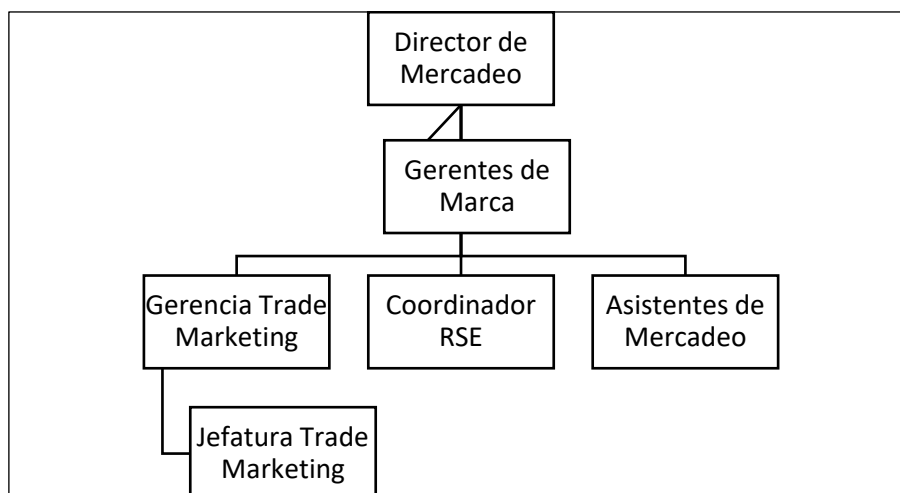 Director de
Mercadeo
Gerentes de
Marca
Gerencia Trade
Marketing
Coordinador
RSE
Asistentes de
Mercadeo
Jefatura Trade
Marketing